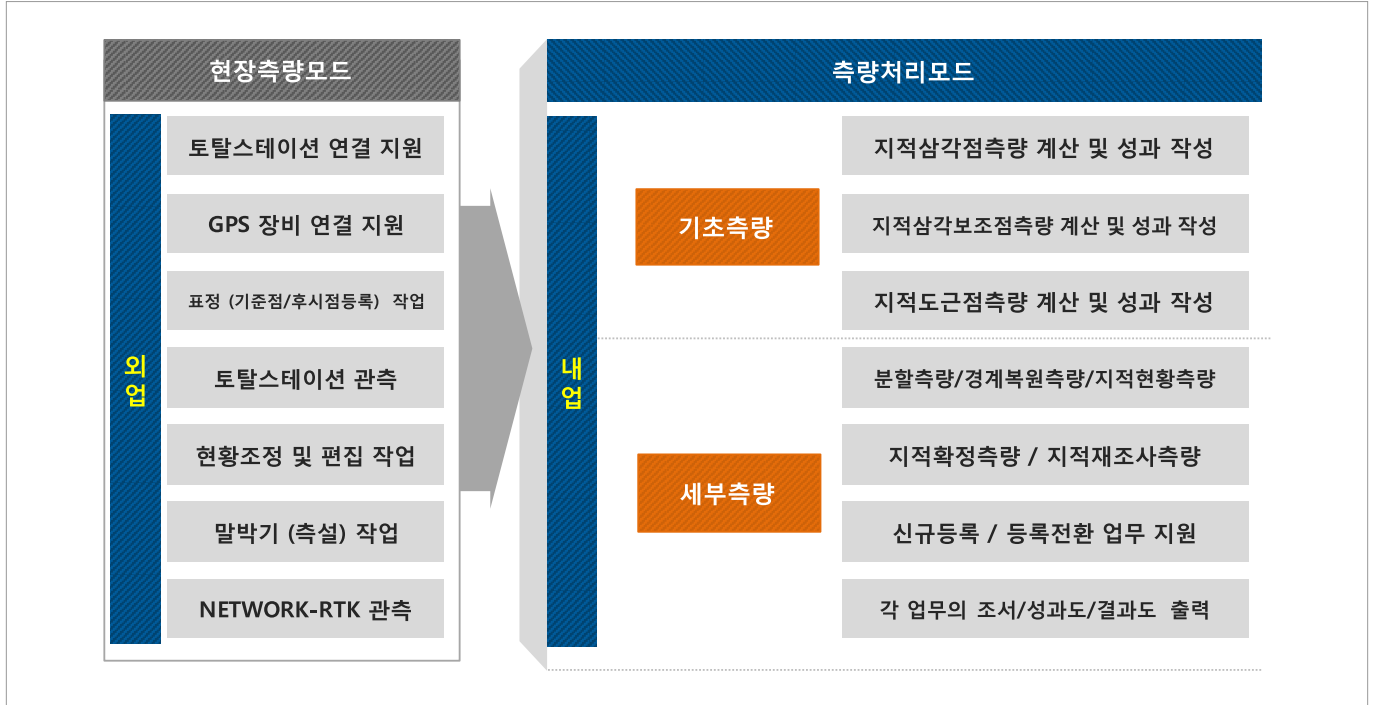 현장측량모드
외업
토탈스테이션 연결 지원
GPS 장비 연결 지원
표정 (기준점/후시점등록) 작업
토탈스테이션 관측
현황조정 및 편집 작업
말박기 (측설) 작업
NETWORK-RTK 관측
측량처리모드
내업
기초측량
지적삼각점측량 계산 및 성과 작성
지적삼각보조점측량 계산 및 성과 작성
지적도근점측량 계산 및 성과 작성
세부측량
분할측량/경계복원측량/지적현황측량
지적확정측량 / 지적재조사측량
신규등록 / 등록전환 업무 지원
각 업무의 조서/성과도/결과도 출력